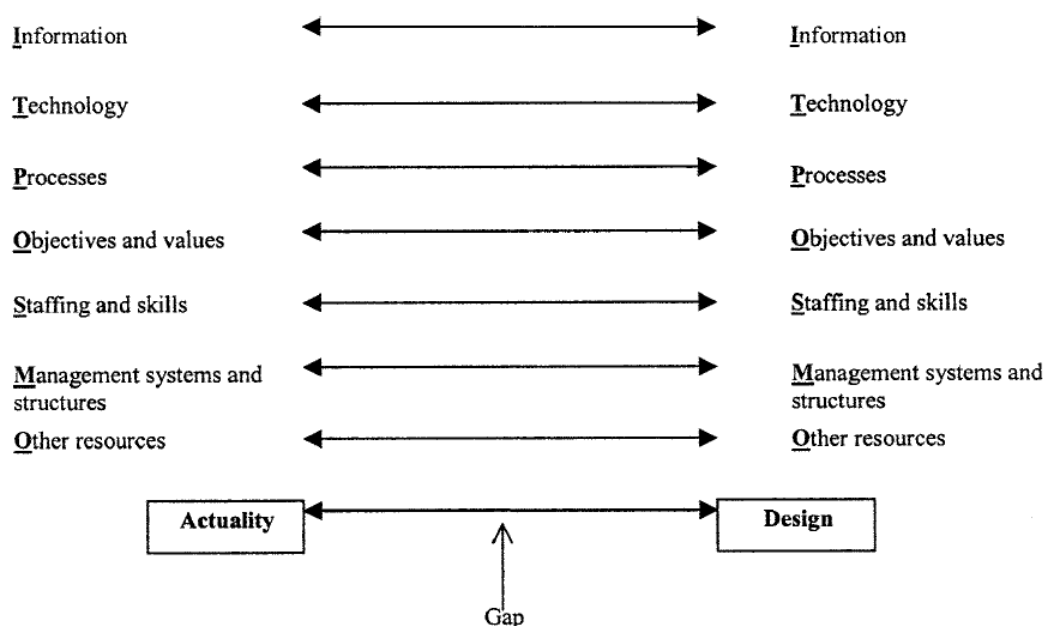 Information
Information
Technology
Technology
Processes
Processes
Objectives and values
Objectives and values
Staffing and skills
Staffing and skills
Management systems and
structures
Management systems and
structures
Other resources
Other resources
Actuality
Design
Gap